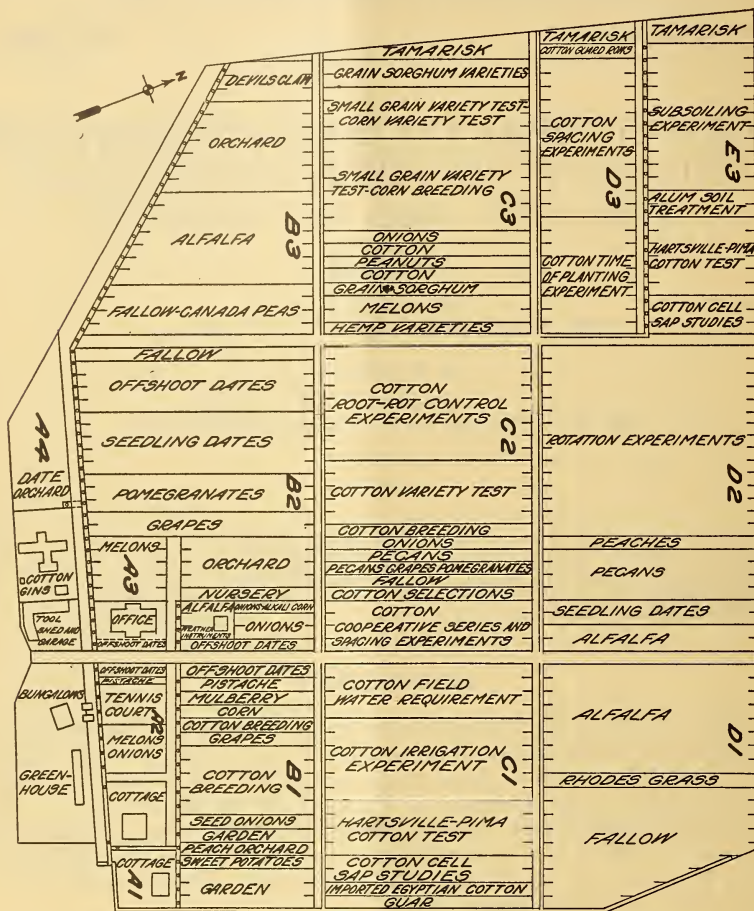 N
DEVILS CLAW
ORCHARD
ALFALFA
B3
FALLOW-CANADA PEAS
TAMARISK
GRAIN SORGHUM VARIETIES
SMALL GRAIN VARIETY TEST-
CORN VARIETY TEST
SMALL GRAIN VARIETY
TEST-CORN BREEDING
C3
ONIONS
COTTON
PEANUTS
COTTON
GRAIN SORGHUM
MELONS
HEMP VARIETIES
TAMARISK
COTTON GUARD ROWS
COTTON
SPACING
EXPERIMENTS
D3
COTTON TIME
OF PLANTING
EXPERIMENT
TAMARISK
SUBSOILING
EXPERIMENT
E3
ALUM SOIL
TREATMENT
HARTSVILLE-PIMA
COTTON TEST
COTTON CELL
SAP STUDIES
A4
DATE
ORCHARD
COTTON
GINS
TOOL
SHED AND
GARAGE
FALLOW
OFFSHOOT DATES
SEEDLING DATES
POMEGRANATES
B2
GRAPES
MELONS
A3
OFFICE
OFFSHOOT DATES
ORCHARD
NURSERY
ALFALFA
ONIONS-ALKALI CORN
WEATHER
INSTRUMENTS
ONIONS
OFFSHOOT DATES
COTTON
ROOT-ROT CONTROL
EXPERIMENTS
C2
COTTON VARIETY TEST
COTTON BREEDING
ONIONS
PECANS
PECANS GRAPES POMEGRANATES
FALLOW
COTTON SELECTIONS
COTTON
COOPERATIVE SERIES AND
SPACING EXPERIMENTS
ROTATION EXPERIMENTS
D2
PEACHES
PECANS
SEEDLING DATES
ALFALFA
BUNGALOWS
GREEN-
HOUSE
OFFSHOOT DATES
PISTACHE
TENNIS
COURT
A2
MELONS
ONIONS
COTTAGE
COTTAGE
A1
OFFSHOOT DATES
PISTACHE
MULBERRY
CORN
COTTON BREEDING
GRAPES
COTTON
BREEDING
B1
SEED ONIONS
GARDEN
PEACH ORCHARD
SWEET POTATOES
GARDEN
COTTON FIELD
WATER REQUIREMENT
COTTON IRRIGATION
EXPERIMENT
C1
HARTSVILLE-PIMA
COTTON TEST
COTTON CELL
SAP STUDIES
IMPORTED EGYPTIAN COTTON
GUAR
ALFALFA
D1
RHODES GRASS
FALLOW